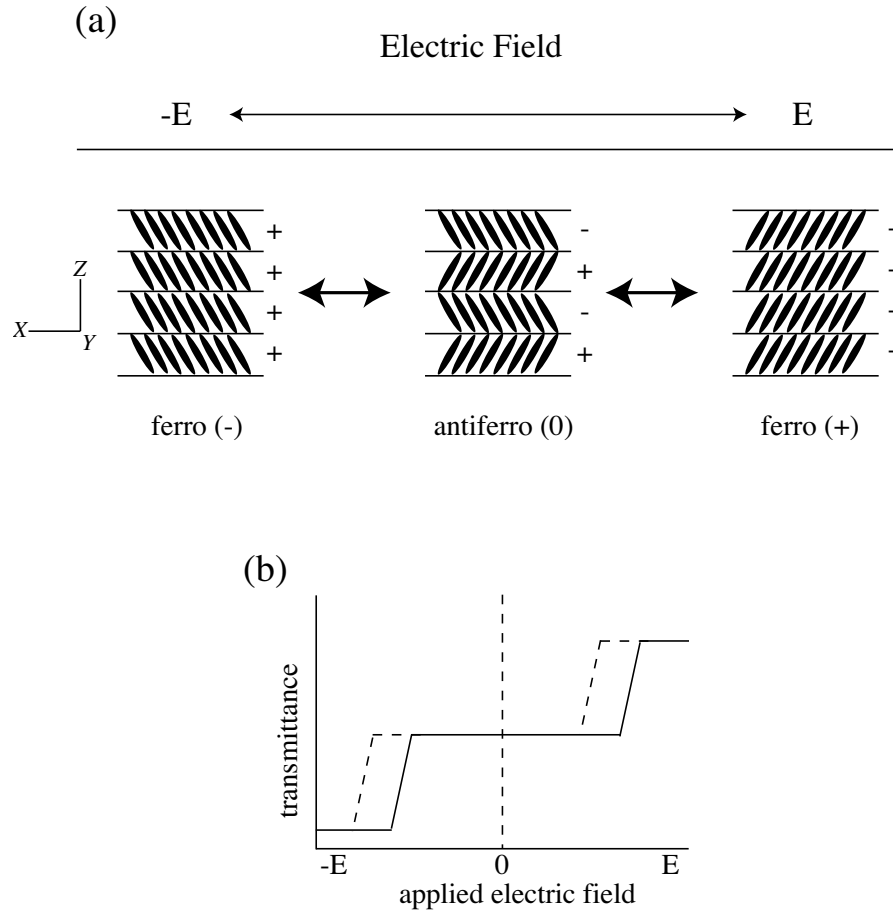 (a)
Electric Field
-E
E
+ -
+ +
Z
+ -
X
Y
+ +
ferro (-)
antiferro (0)
ferro (+)
(b)
transmittance
-E
0
E
applied electric field